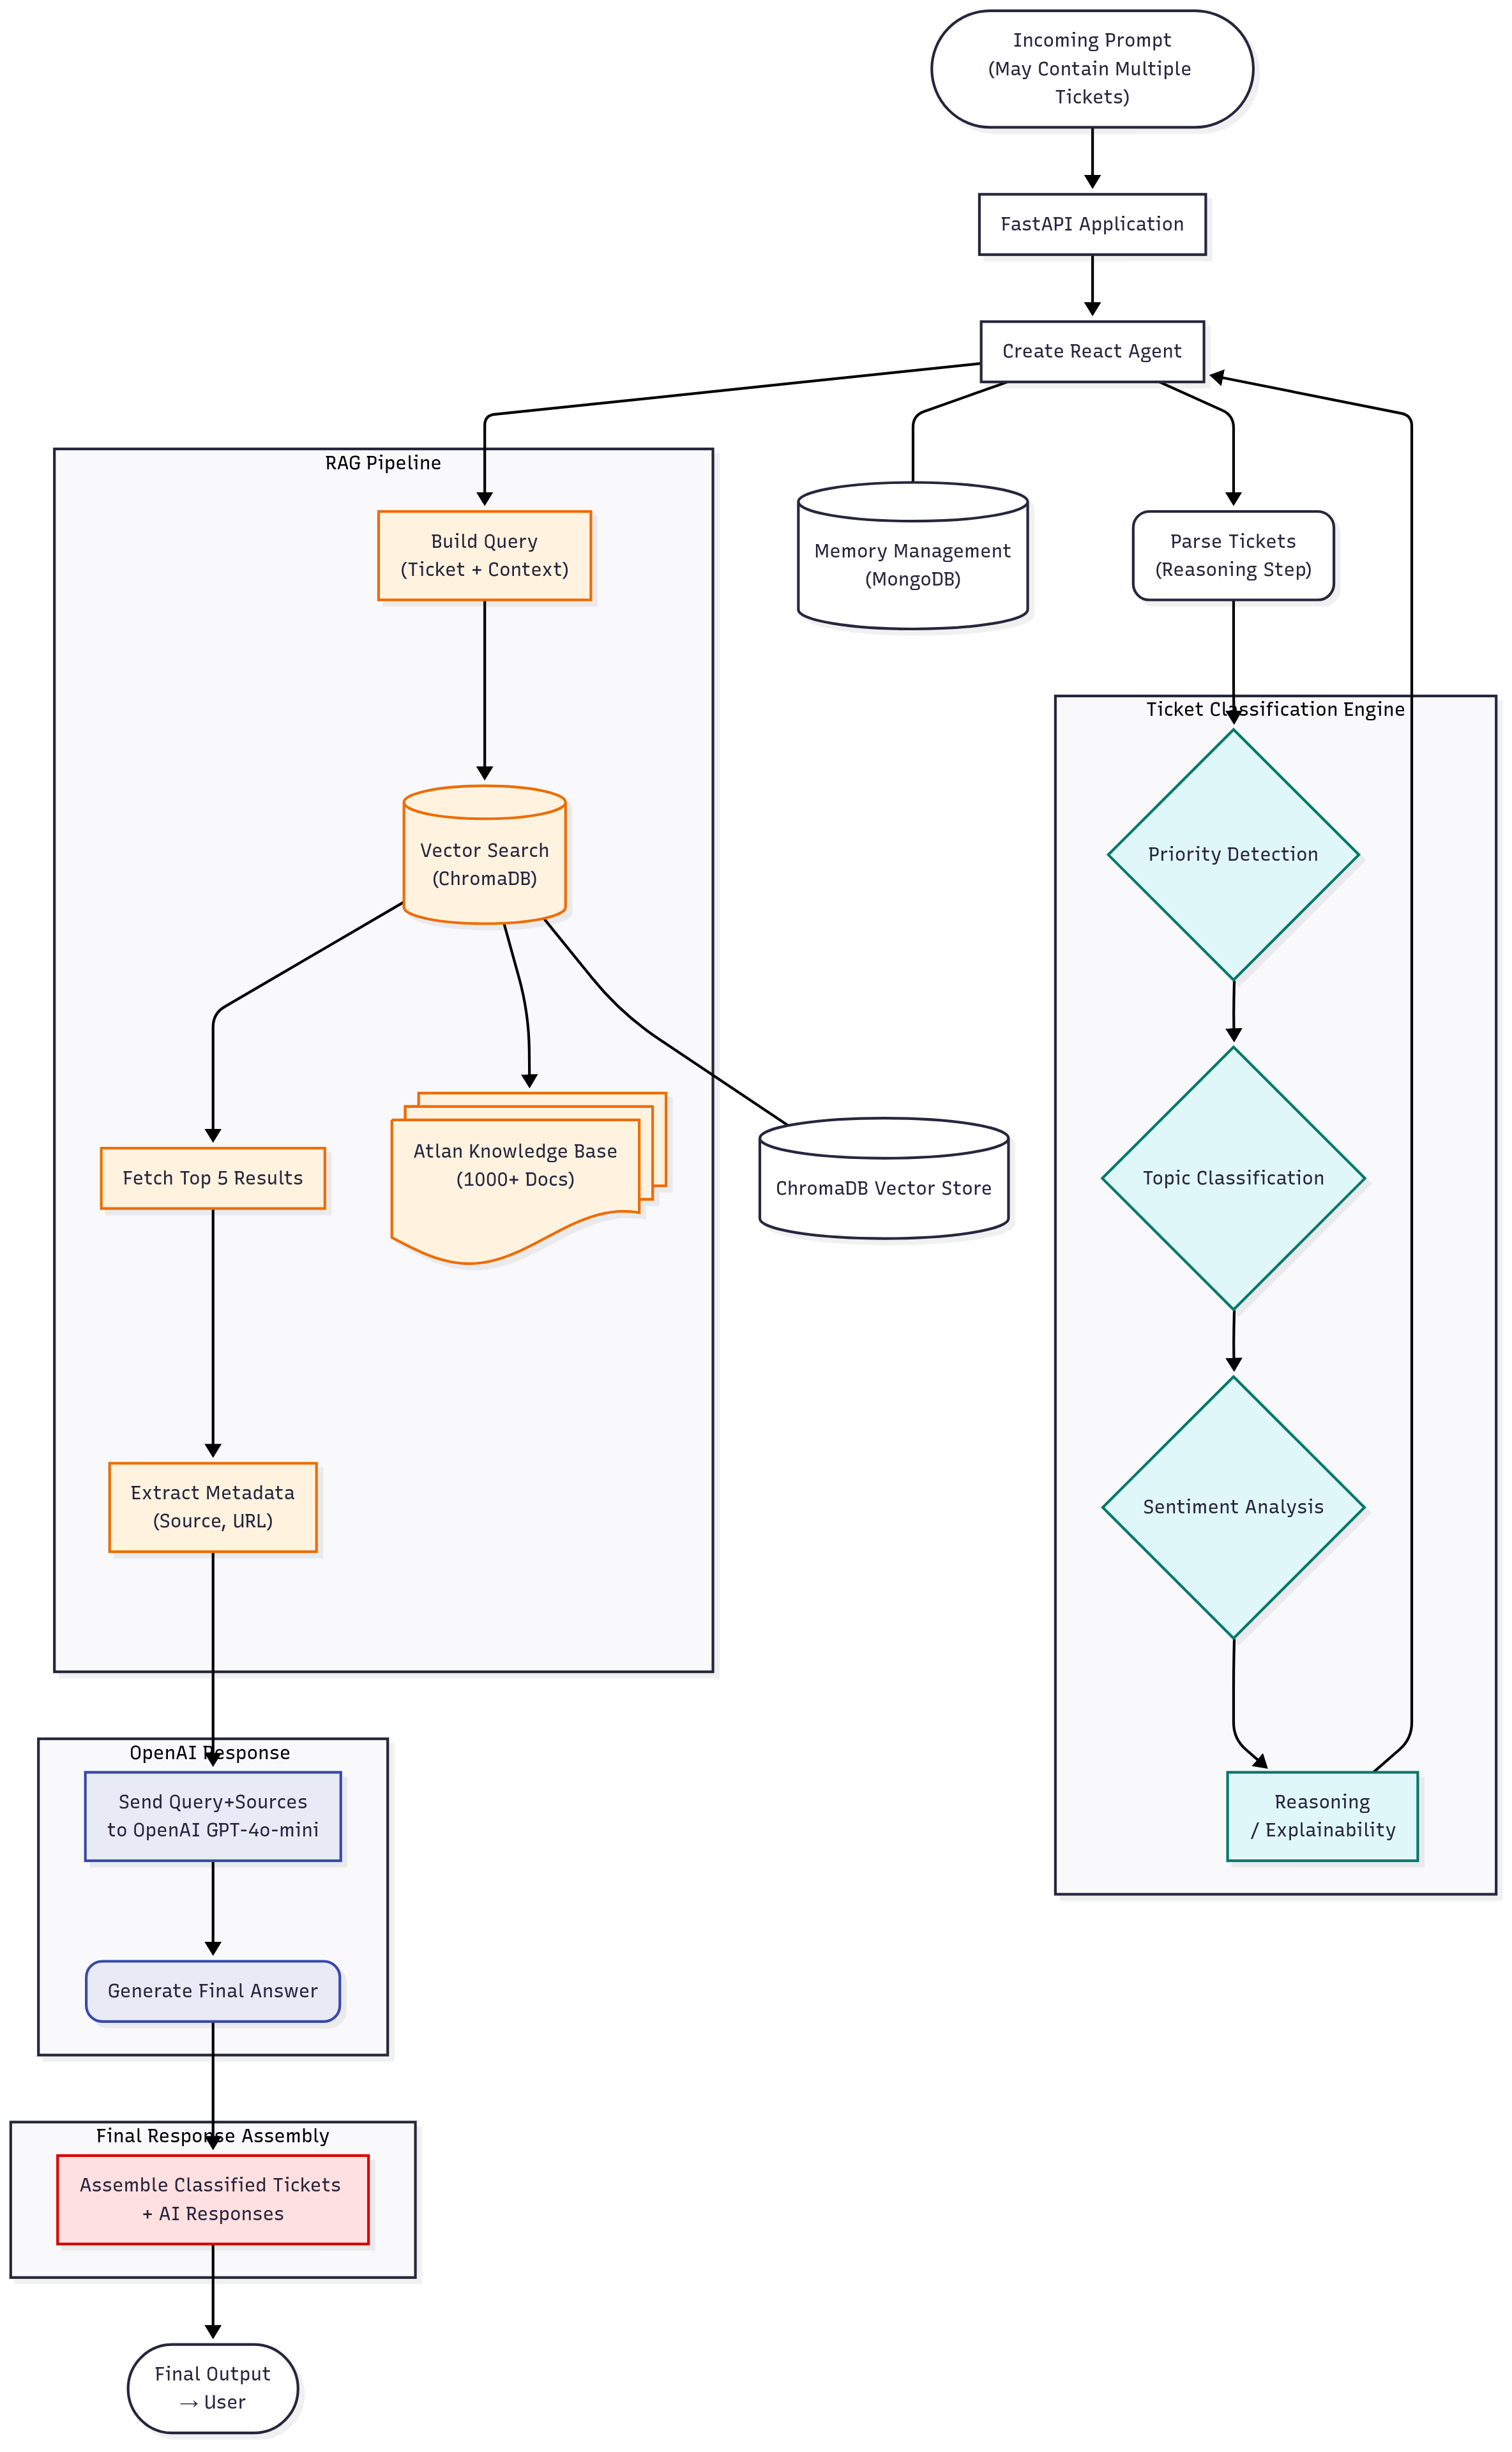 Incoming Prompt
(May Contain Multiple
Tickets)
FastAPI Application
Create React Agent
RAG Pipeline
Build Query
(Ticket + Context)
Memory Management
(MongoDB)
Parse Tickets
(Reasoning Step)
Ticket Classification Engine
Priority Detection
Vector Search
(ChromaDB)
Fetch Top 5 Results
Atlan Knowledge Base
(1000+ Docs)
ChromaDB Vector Store
Topic Classification
Extract Metadata
(Source, URL)
Sentiment Analysis
OpenAI Response
Send Query+Sources
to OpenAI GPT-4o-mini
Reasoning
/ Explainability
Generate Final Answer
Final Response Assembly
Assemble Classified Tickets
+ AI Responses
Final Output
→ User